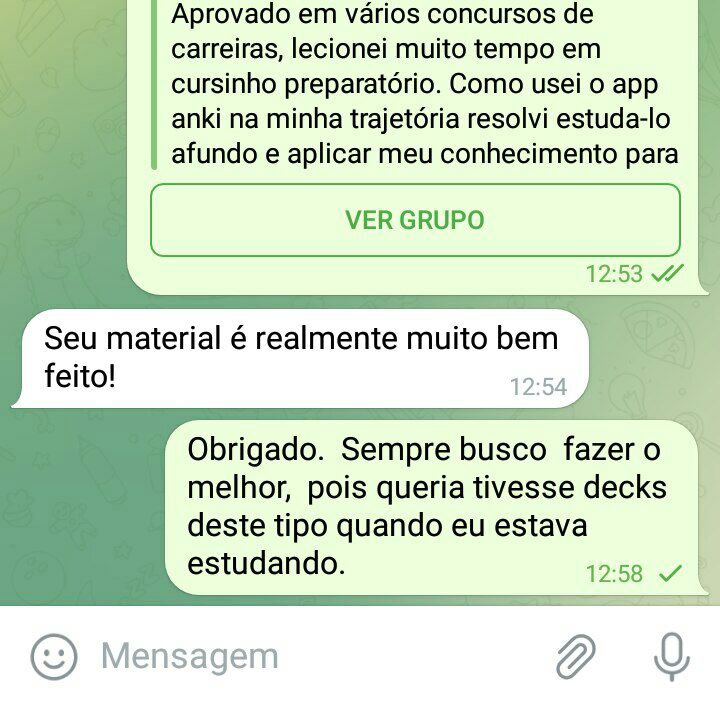 Aprovado em vários concursos de
carreiras, lecionei muito tempo em
cursinho preparatório. Como usei o app
anki na minha trajetória resolvi estuda-lo
afundo e aplicar meu conhecimento para
VER GRUPO
12:53
Seu material é realmente muito bem
feito!
12:54
Obrigado.  Sempre busco  fazer o
melhor,  pois queria tivesse decks
deste tipo quando eu estava
estudando.
12:58
Mensagem